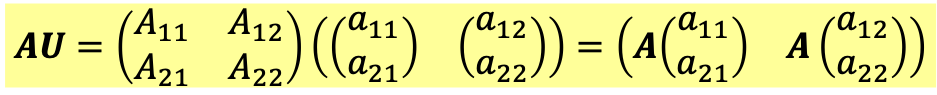 AU = (A₁₁ A₁₂ A₂₁ A₂₂) ((a₁₁ a₂₁) (a₁₂ a₂₂)) = (A (a₁₁ a₂₁) A (a₁₂ a₂₂))